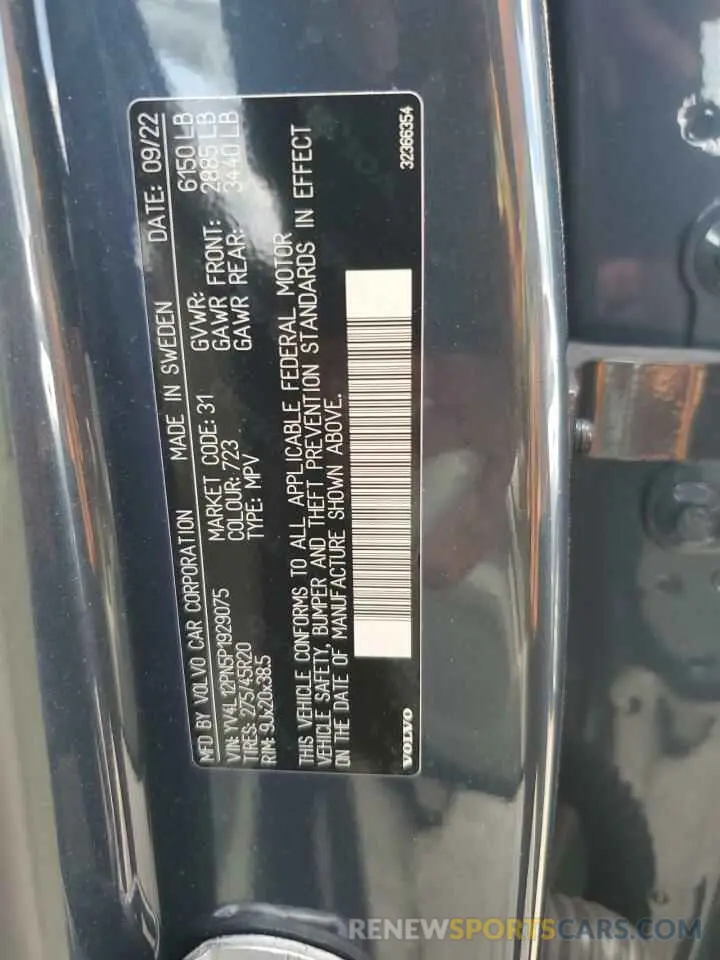 MFD BY VOLVO CAR CORPORATION MADE IN SWEDEN DATE: 09/22
VIN: YV4L12PN5P1929075 MARKET CODE: 31 GVWR: 6150 LB
TIRES: 275/45R20 COLOUR: 723 GAWR FRONT: 2885 LB
RIM: 9Jx20x38.5 TYPE: MPV GAWR REAR: 3440 LB
THIS VEHICLE CONFORMS TO ALL APPLICABLE FEDERAL MOTOR
VEHICLE SAFETY, BUMPER AND THEFT PREVENTION STANDARDS IN EFFECT
ON THE DATE OF MANUFACTURE SHOWN ABOVE.
VOLVO 32366354
RENEWSPORTSCARS.COM